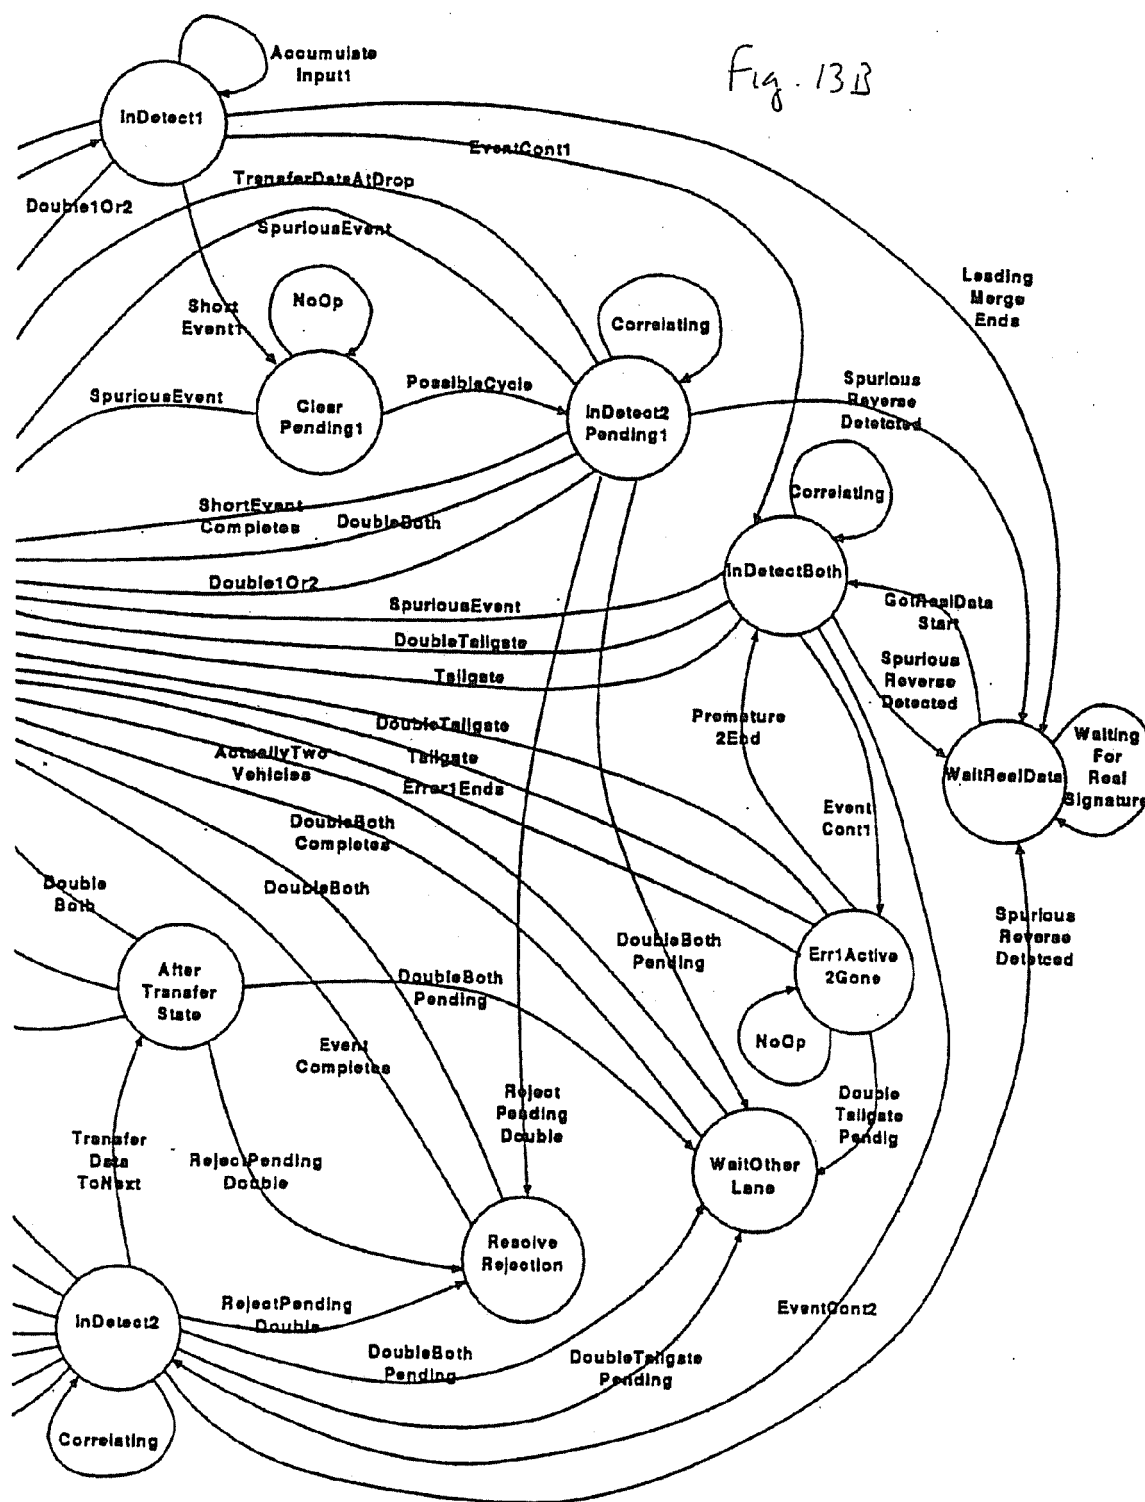 Fig. 13B
Accumulate
Input1
InDetect1
EventCont1
TransferDataAtDrop
Double1Or2
SpuriousEvent
Leading
Merge
Ends
NoOp
Short
Event1
Correlating
SpuriousEvent
PossibleCycle
Clear
Pending1
InDetect2
Pending1
Spurious
Reverse
Detetced
Correlating
ShortEvent
Completes
DoubleBoth
Double1Or2
InDetectBoth
SpuriousEvent
GotRealData
Start
DoubleTailgate
Tailgate
Spurious
Reverse
Detected
Premature
2End
DoubleTailgate
ActuallyTwo
Vehicles
Tailgate
Error1Ends
WaitRealData
Waiting
For
Real
Signature
Event
Cont1
DoubleBoth
Completes
Double
Both
DoubleBoth
Spurious
Reverse
Detetced
DoubleBoth
Pending
Err1Active
2Gone
After
Transfer
State
DoubleBoth
Pending
NoOp
Event
Completes
Reject
Pending
Double
Double
Tailgate
Pendig
Transfer
Data
ToNext
RejectPending
Double
WaitOther
Lane
Resolve
Rejection
InDetect2
RejectPending
Double
EventCont2
DoubleBoth
Pending
DoubleTailgate
Pending
Correlating